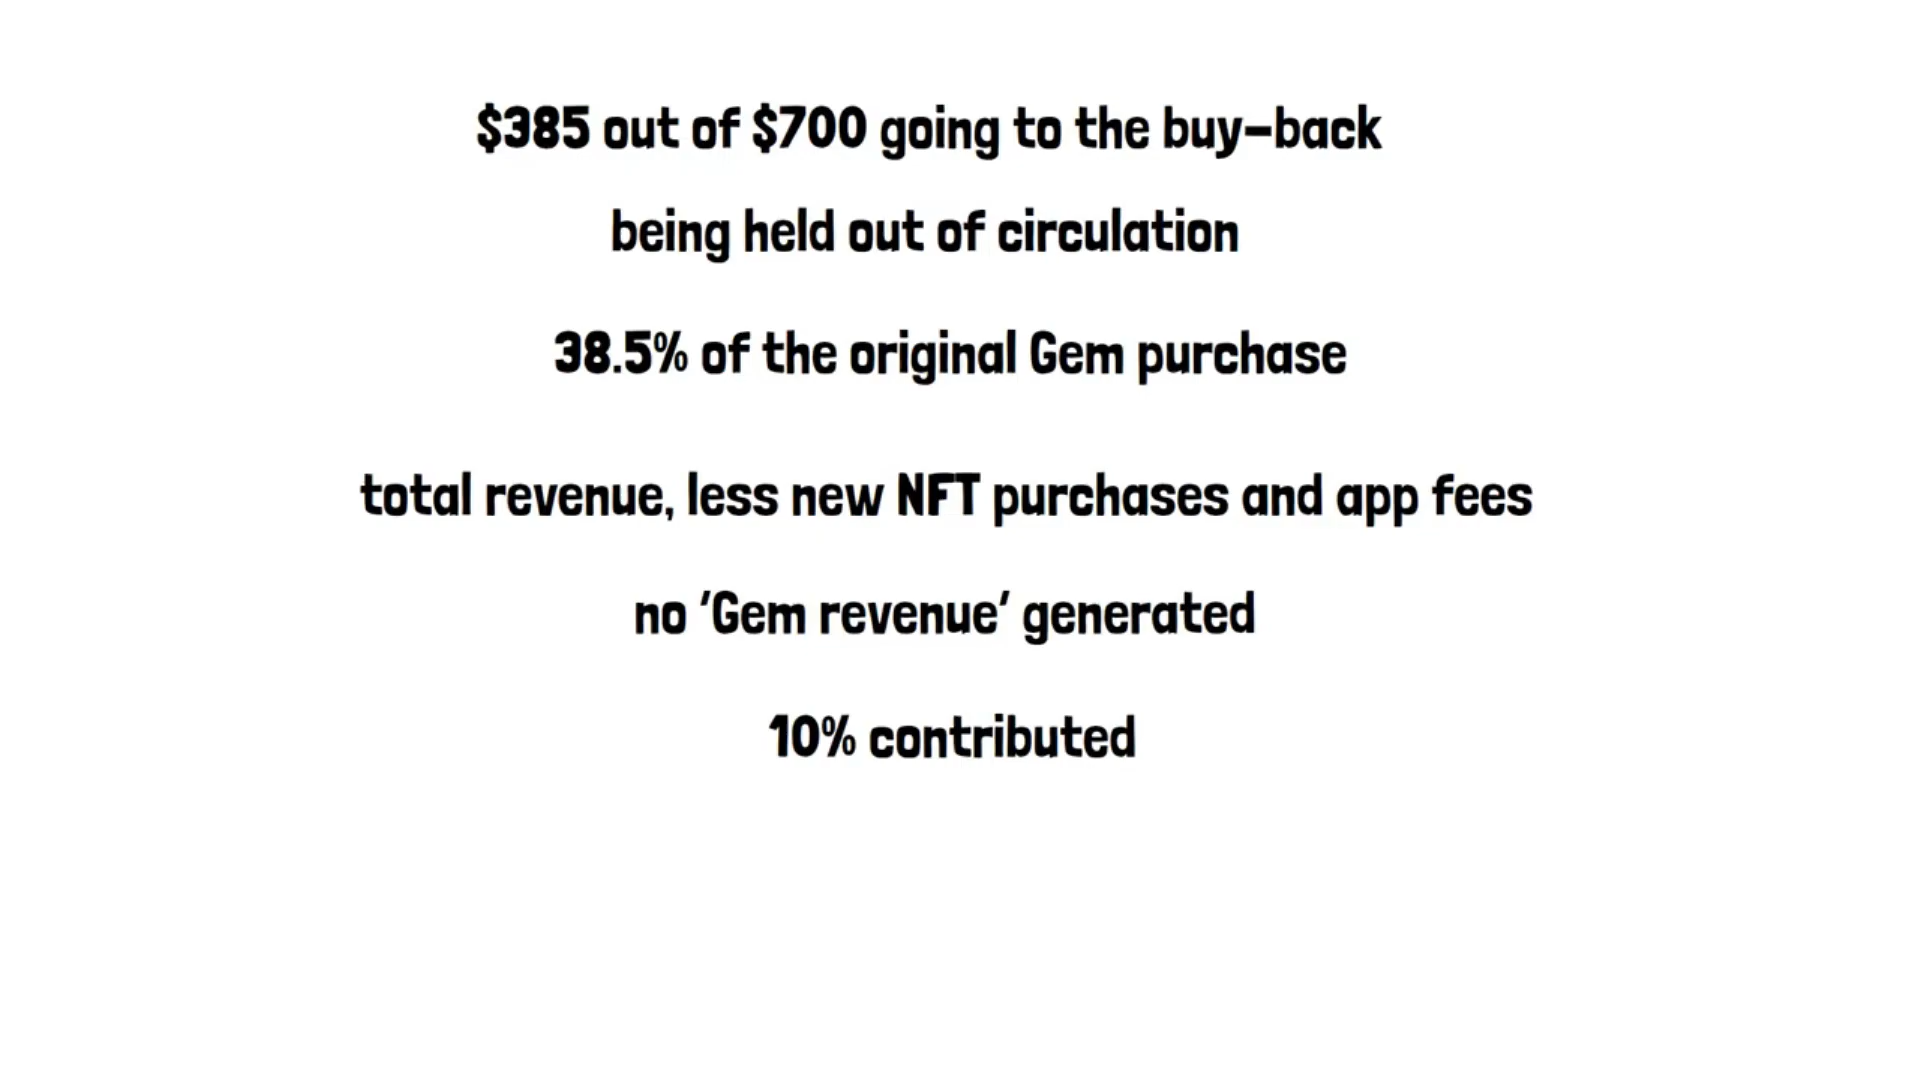 $385 out of $700 going to the buy-back
being held out of circulation
38.5% of the original Gem purchase
total revenue, less new NFT purchases and app fees
no 'Gem revenue' generated
10% contributed